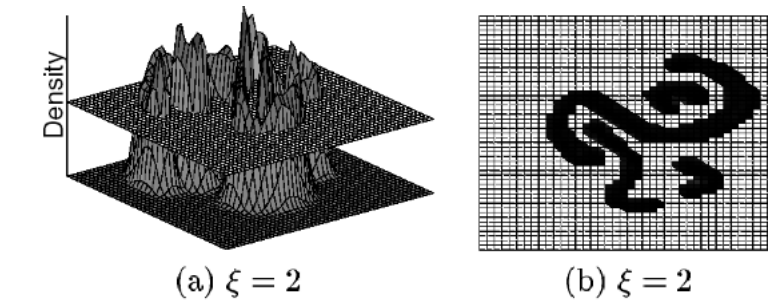 Density
(a) ξ = 2
(b) ξ = 2